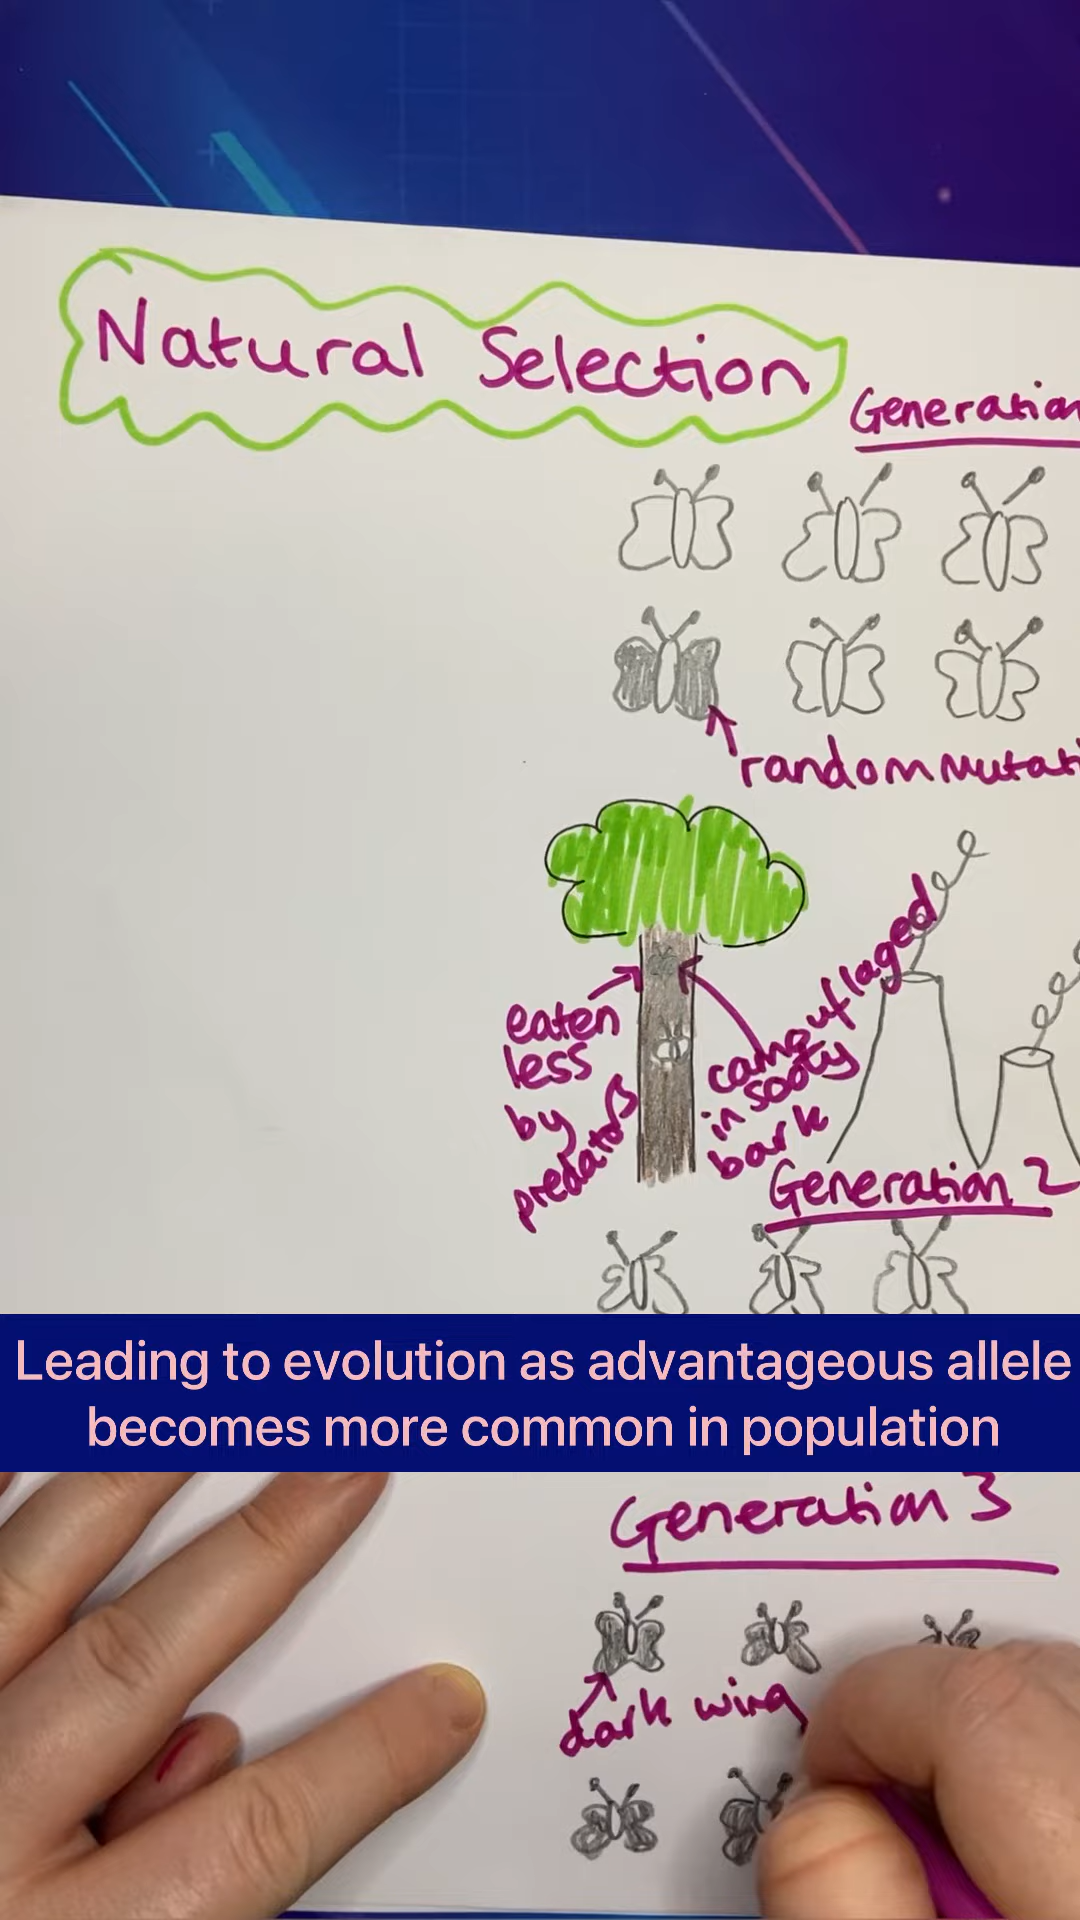 Natural Selection
Generation
random mutati
camouflaged
in sooty
bark
eaten
less
by
predators
Generation 2
Leading to evolution as advantageous allele
becomes more common in population
Generation 3
dark wing